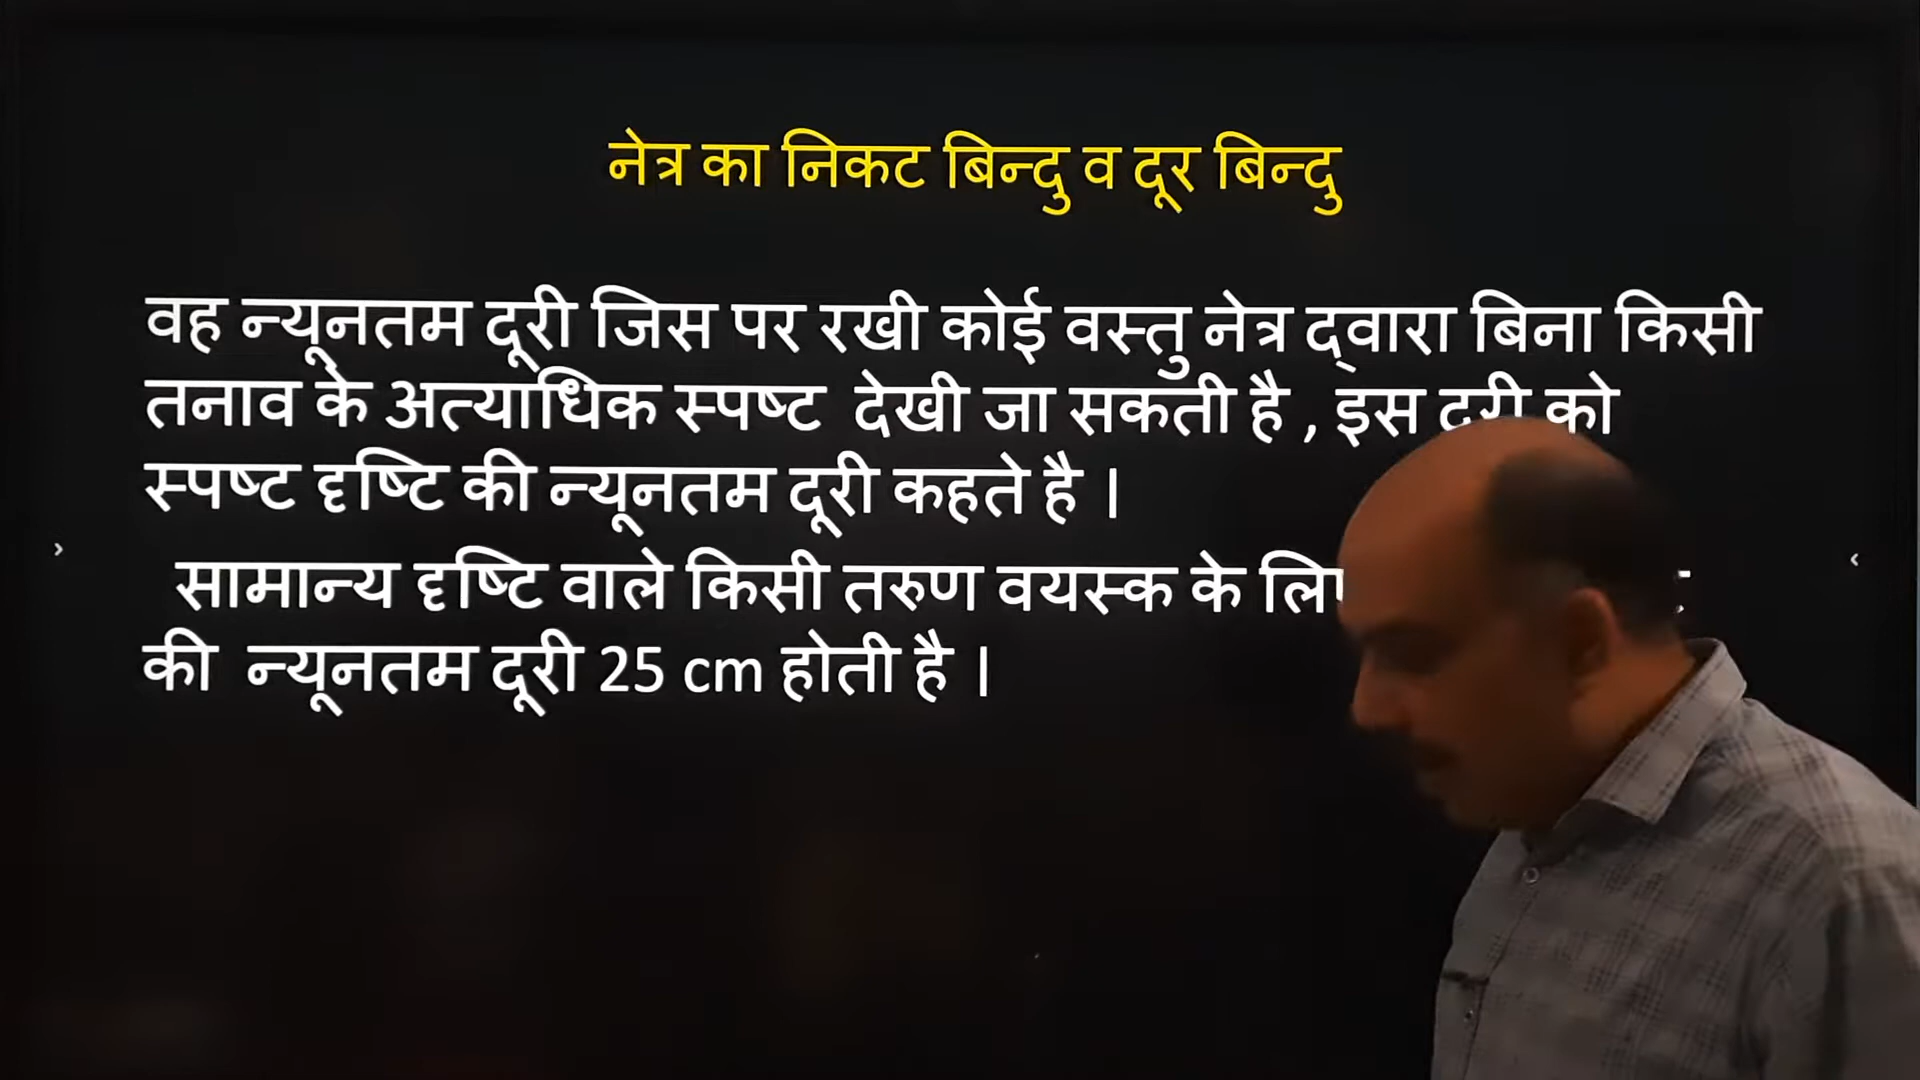 नेत्र का निकट बिन्दु व दूर बिन्दु
वह न्यूनतम दूरी जिस पर रखी कोई वस्तु नेत्र द्‌वारा बिना किसी
तनाव के अत्याधिक स्पष्ट देखी जा सकती है , इस दूरी को
स्पष्ट दृष्टि की न्यूनतम दूरी कहते है ।
सामान्य दृष्टि वाले किसी तरुण वयस्क के
की न्यूनतम दूरी 25 cm होती है ।